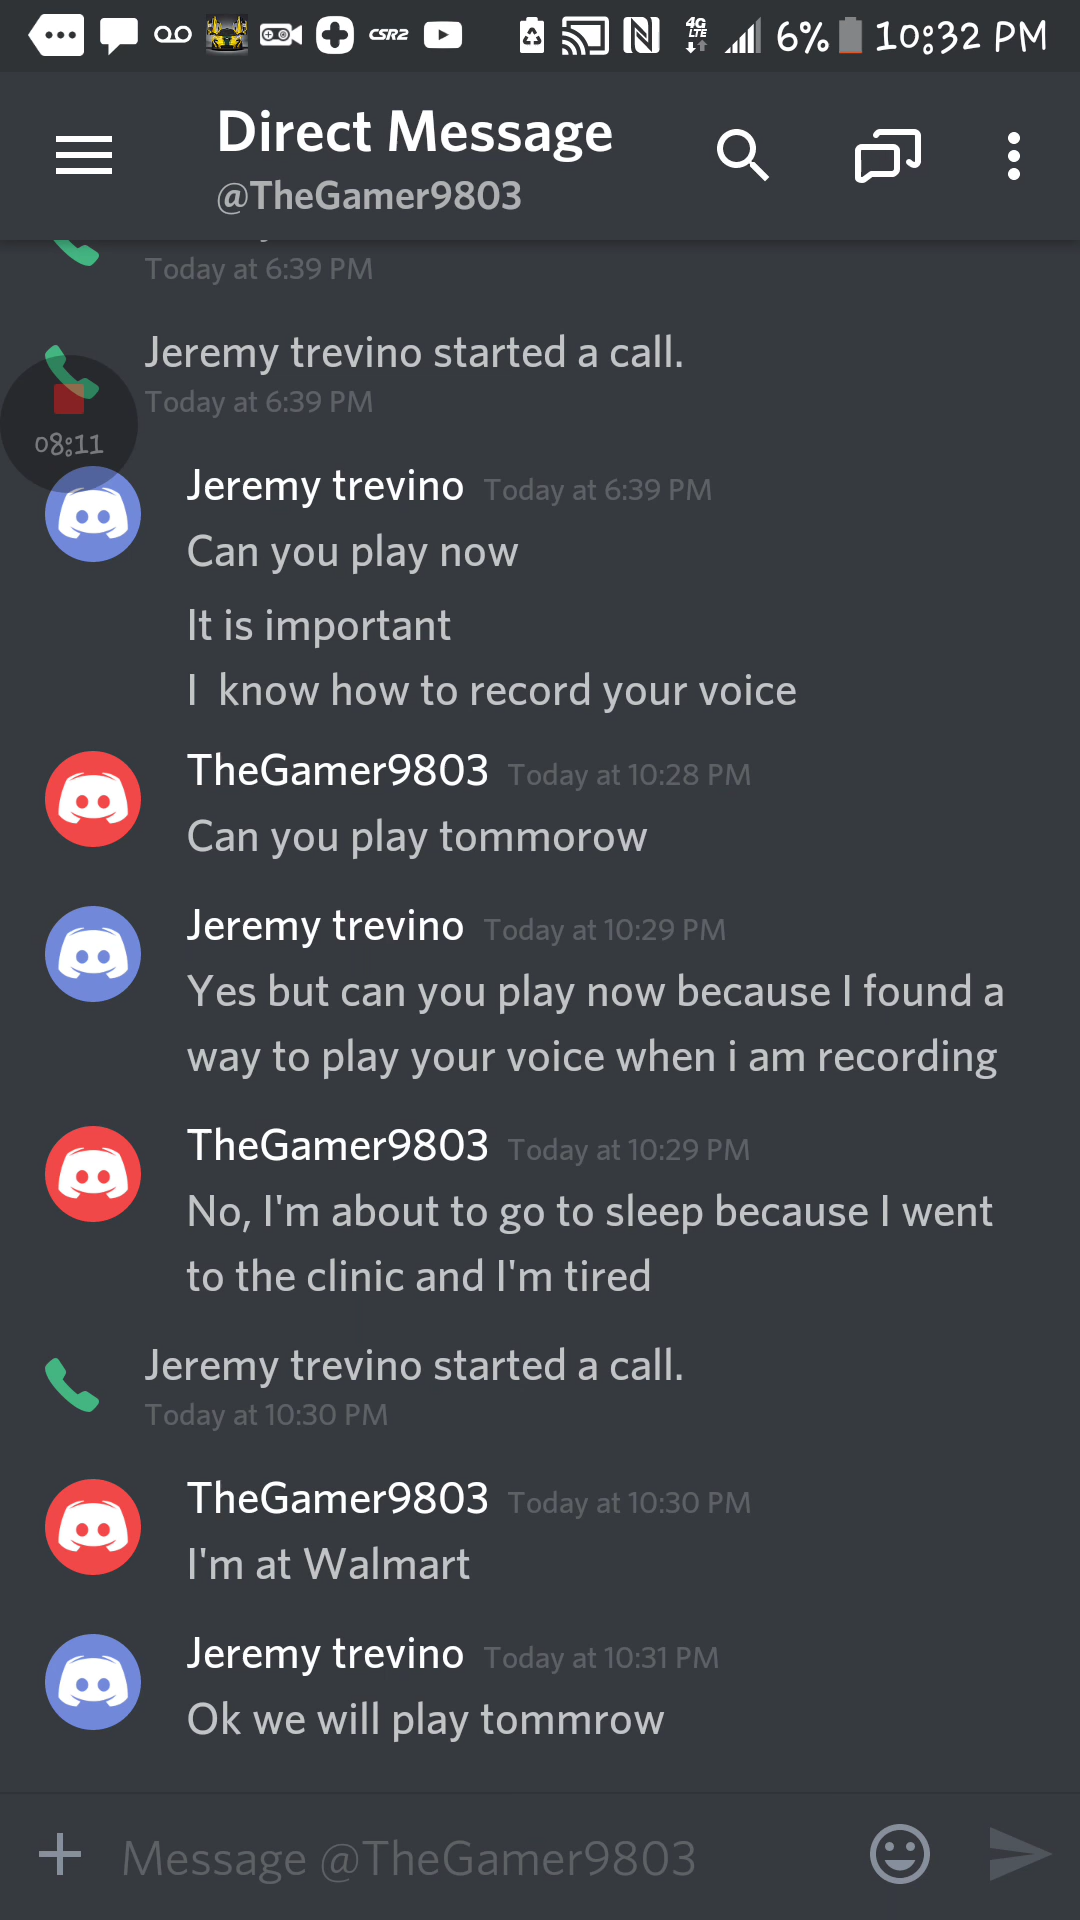 CSR2 4G LTE 6% 10:32 PM
Direct Message
@TheGamer9803
Today at 6:39 PM
Jeremy trevino started a call.
Today at 6:39 PM
08:11
Jeremy trevino Today at 6:39 PM
Can you play now
It is important
I  know how to record your voice
TheGamer9803 Today at 10:28 PM
Can you play tommorow
Jeremy trevino Today at 10:29 PM
Yes but can you play now because I found a
way to play your voice when i am recording
TheGamer9803 Today at 10:29 PM
No, I'm about to go to sleep because I went
to the clinic and I'm tired
Jeremy trevino started a call.
Today at 10:30 PM
TheGamer9803 Today at 10:30 PM
I'm at Walmart
Jeremy trevino Today at 10:31 PM
Ok we will play tommrow
Message @TheGamer9803